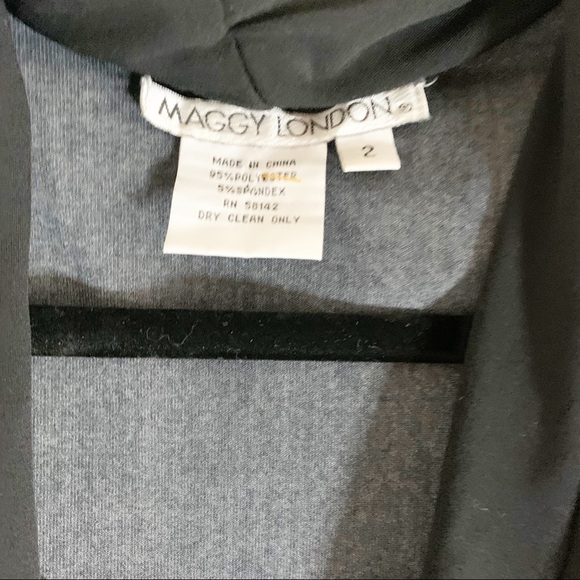 MAGGY LONDON®
2
MADE IN CHINA
95%POLYESTER
5%SPANDEX
RN 58142
DRY CLEAN ONLY